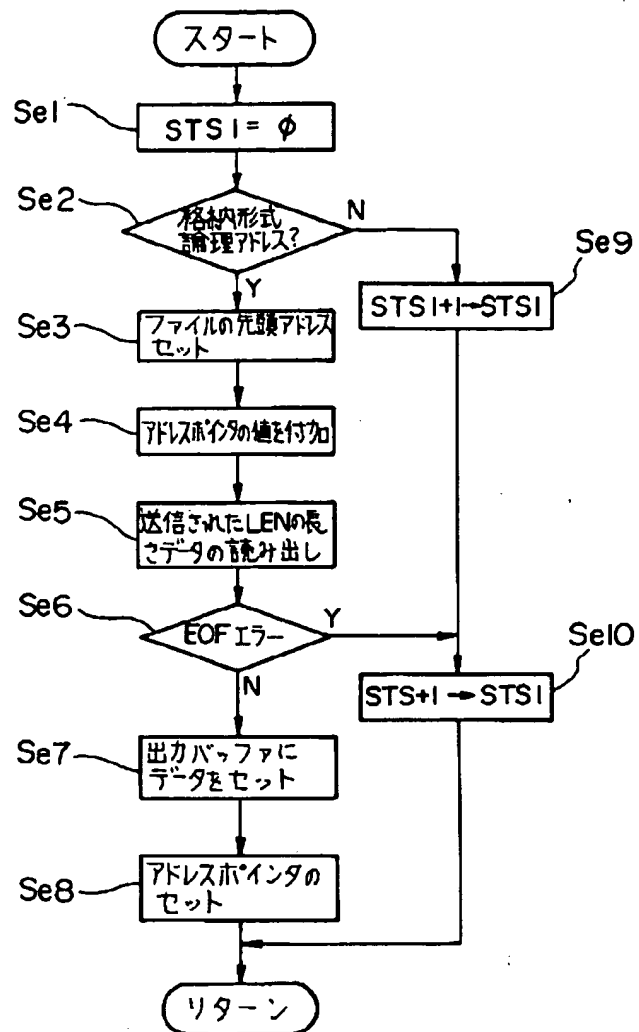 スタート
Se1
STS1 = φ
Se2
格納形式
論理アドレス?
N
Y
Se9
STS1+1→STS1
Se3
ファイルの先頭アドレス
セット
Se4
アドレスポインタの値を付加
Se5
送信されたLENの長
さデータの読み出し
Se6
EOFエラー
Y
N
Se10
STS+1→STS1
Se7
出力バッファに
データをセット
Se8
アドレスポインタの
セット
リターン